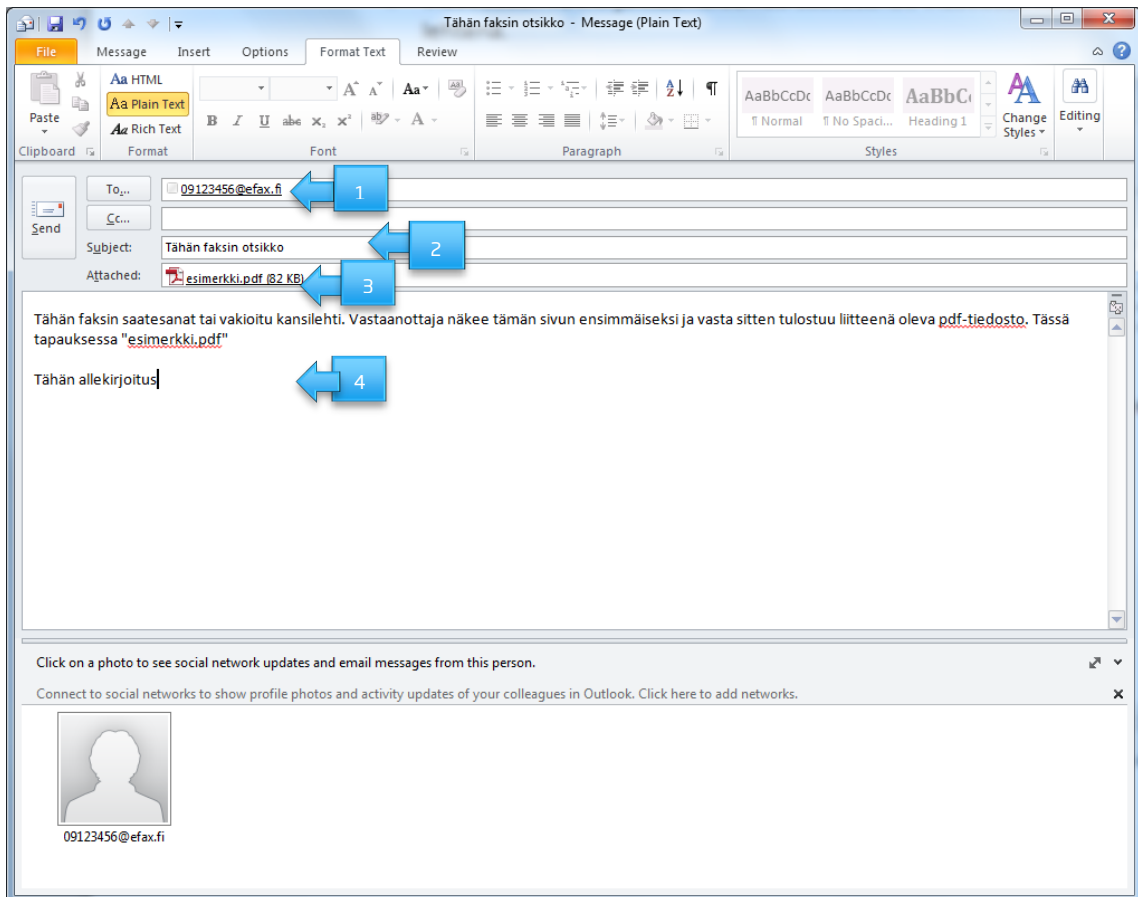 Tähän faksin otsikko - Message (Plain Text)
File Message Insert Options Format Text Review
Paste
Aa HTML
Aa Plain Text
Aa Rich Text
B I U abc x₂ x² ab A
A A Aa
AaBbCcDc AaBbCcDc AaBbC
¶ Normal ¶ No Spaci... Heading 1
Change Styles
Editing
Clipboard Format Font Paragraph Styles
Send
To... 09123456@efax.fi 1
Cc...
Subject: Tähän faksin otsikko 2
Attached: esimerkki.pdf (82 KB) 3
Tähän faksin saatesanat tai vakioitu kansilehti. Vastaanottaja näkee tämän sivun ensimmäiseksi ja vasta sitten tulostuu liitteenä oleva pdf-tiedosto. Tässä
tapauksessa "esimerkki.pdf"
Tähän allekirjoitus 4
Click on a photo to see social network updates and email messages from this person.
Connect to social networks to show profile photos and activity updates of your colleagues in Outlook. Click here to add networks.
09123456@efax.fi